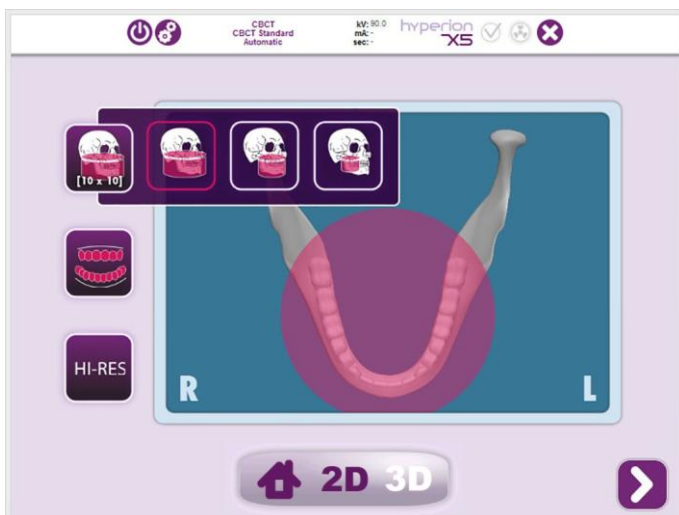 CBCT
CBCT Standard
Automatic
kV: 90.0
mA: -
sec: -
hyperion
X5
[10 x 10]
HI-RES
R
L
2D 3D